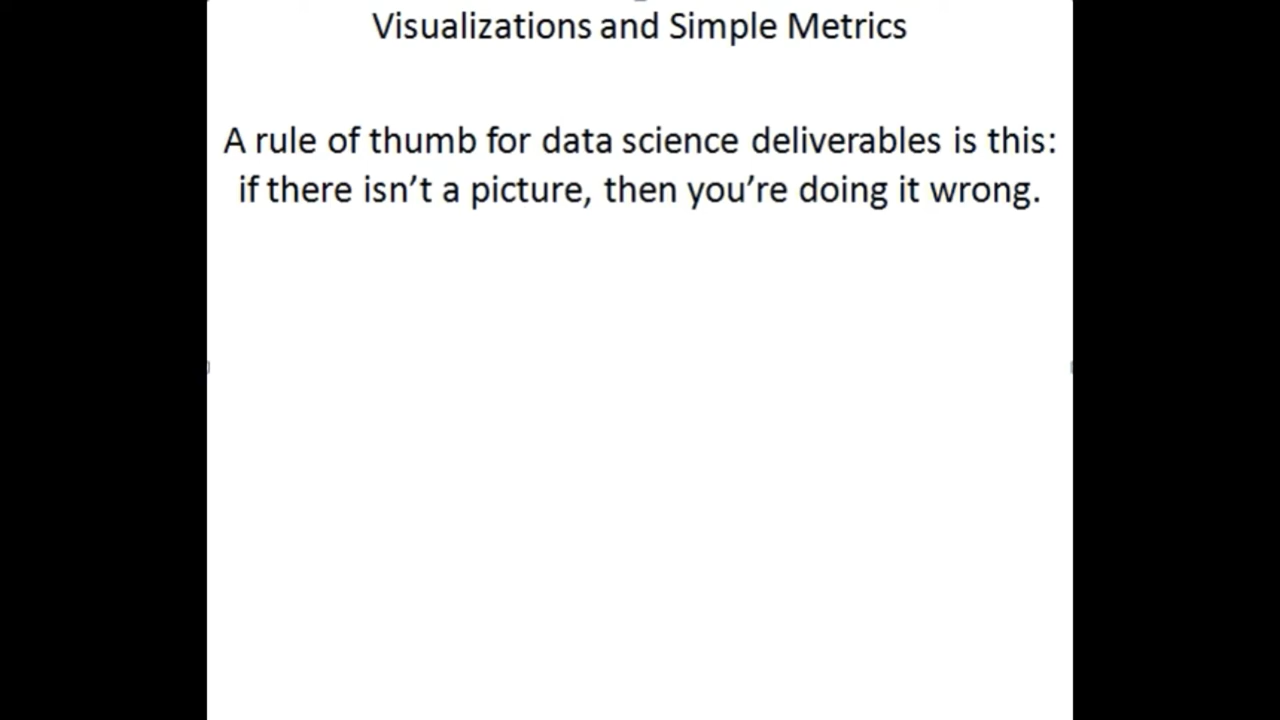 Visualizations and Simple Metrics
A rule of thumb for data science deliverables is this:
if there isn’t a picture, then you’re doing it wrong.